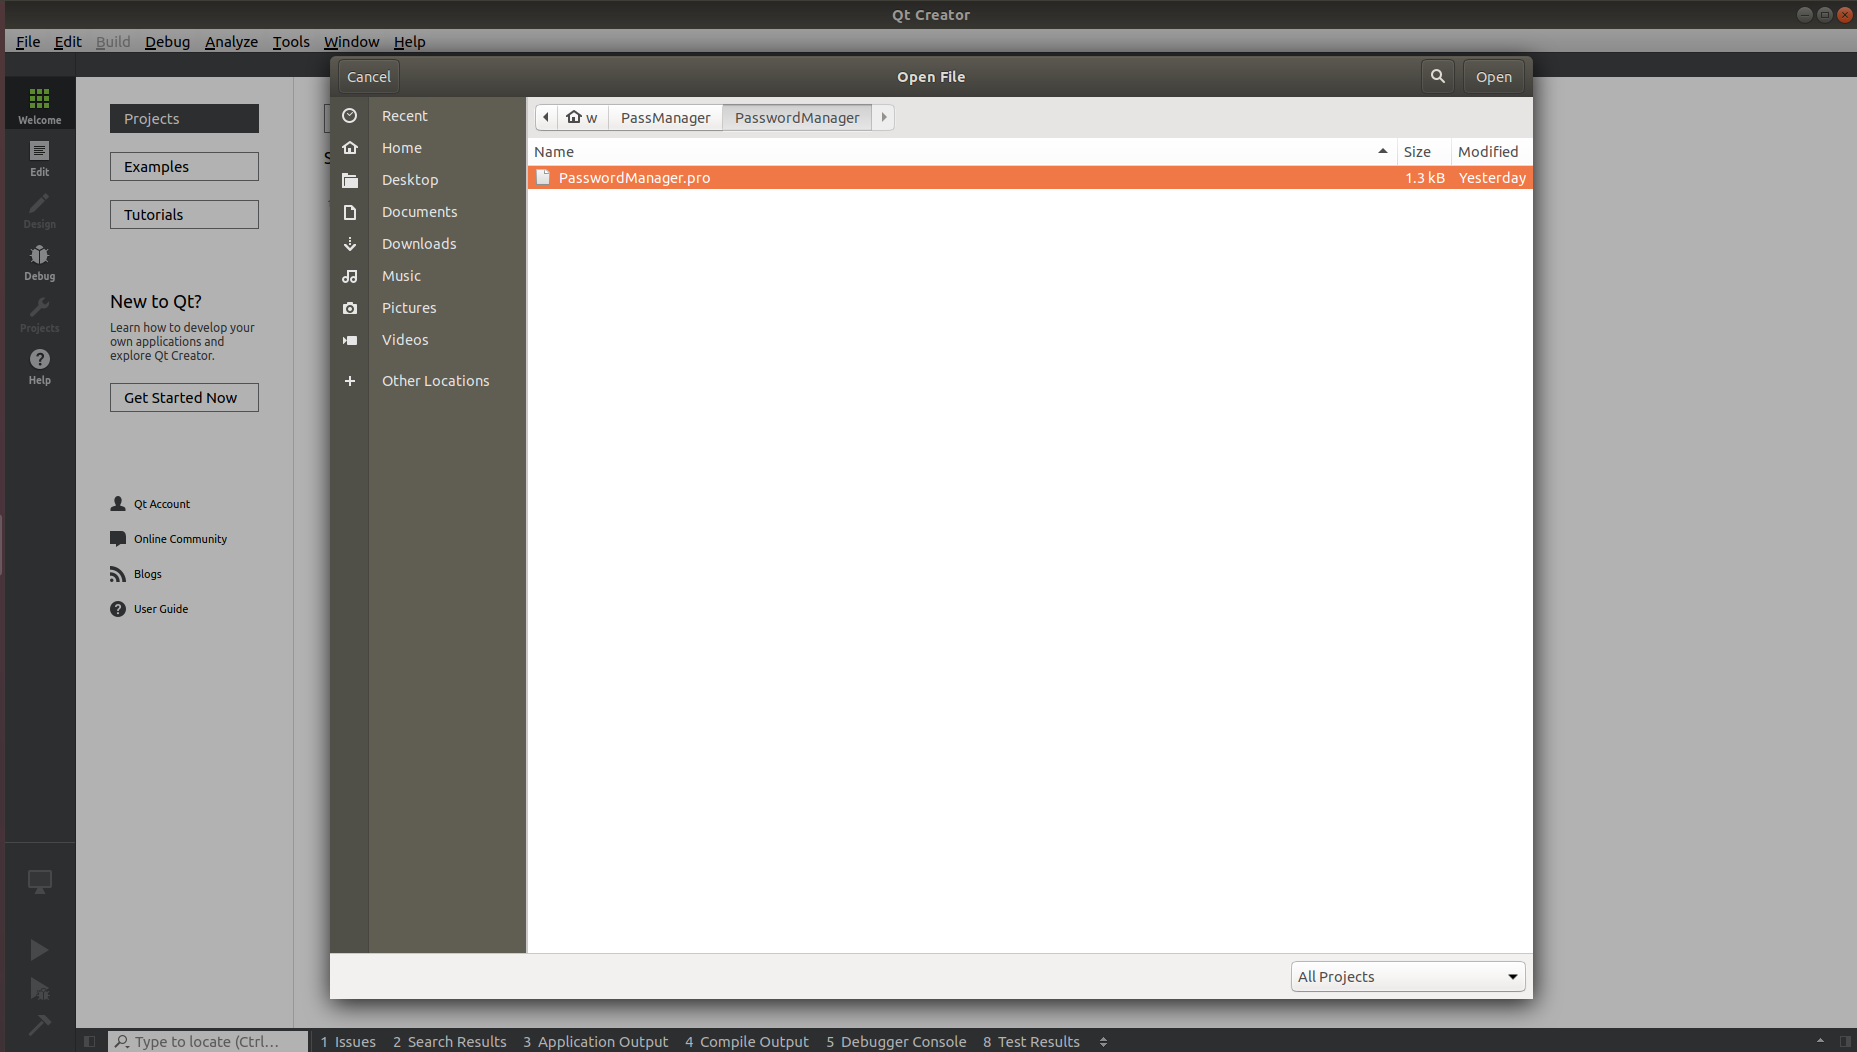 Qt Creator
File Edit Build Debug Analyze Tools Window Help
Cancel Open File Open
Welcome
Edit
Design
Debug
Projects
Help
Projects
Examples
Tutorials
New to Qt?
Learn how to develop your
own applications and
explore Qt Creator.
Get Started Now
Qt Account
Online Community
Blogs
User Guide
Recent
Home
Desktop
Documents
Downloads
Music
Pictures
Videos
Other Locations
w PassManager PasswordManager
Name Size Modified
PasswordManager.pro 1.3 kB Yesterday
All Projects
Type to locate (Ctrl... 1 Issues 2 Search Results 3 Application Output 4 Compile Output 5 Debugger Console 8 Test Results